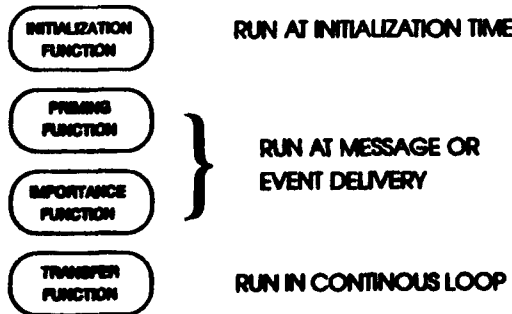 INITIALIZATION
FUNCTION
RUN AT INITIALIZATION TIME
PRIMING
FUNCTION
IMPORTANCE
FUNCTION
RUN AT MESSAGE OR
EVENT DELIVERY
TRANSFER
FUNCTION
RUN IN CONTINOUS LOOP